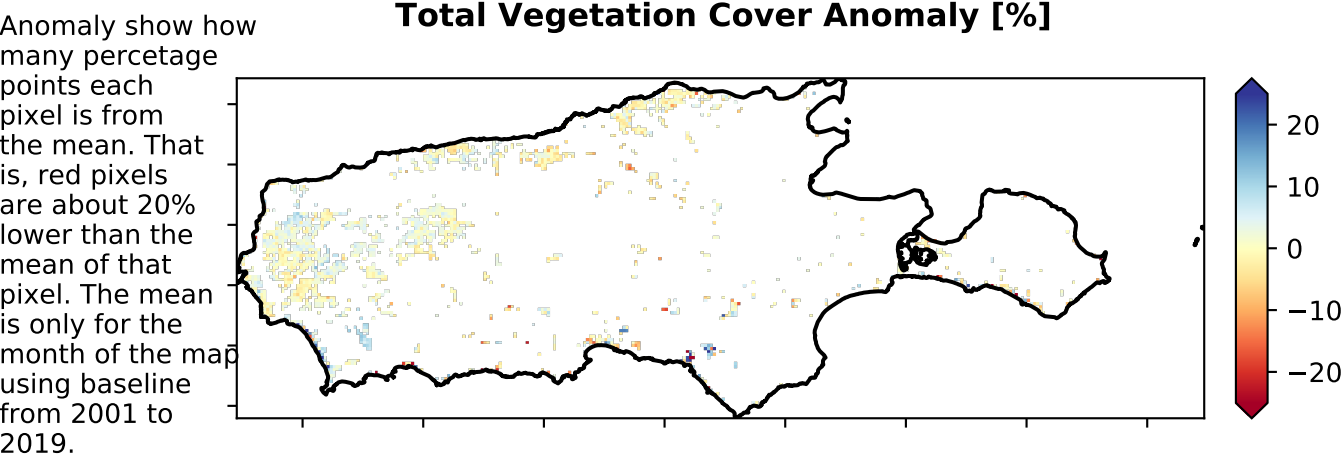 Total Vegetation Cover Anomaly [%]
Anomaly show how
many percetage
points each
pixel is from
the mean. That
is, red pixels
are about 20%
lower than the
mean of that
pixel. The mean
is only for the
month of the map
using baseline
from 2001 to
2019.
20
10
0
−10
−20